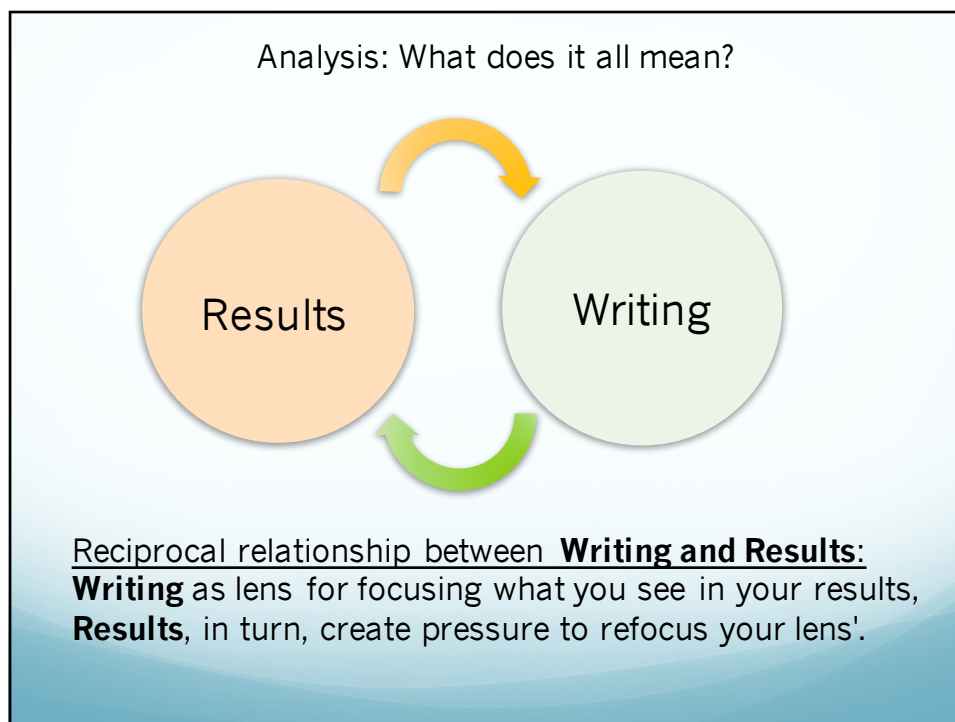 Analysis: What does it all mean?
Results
Writing
Reciprocal relationship between Writing and Results:
Writing as lens for focusing what you see in your results,
Results, in turn, create pressure to refocus your lens'.